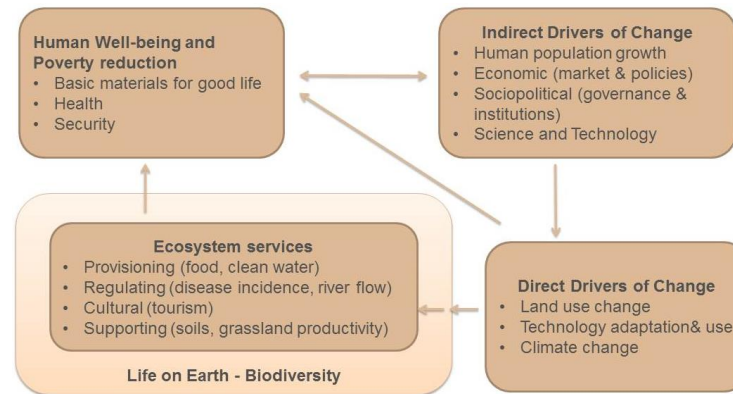 Human Well-being and
Poverty reduction
• Basic materials for good life
• Health
• Security
Indirect Drivers of Change
• Human population growth
• Economic (market & policies)
• Sociopolitical (governance &
institutions)
• Science and Technology
Ecosystem services
• Provisioning (food, clean water)
• Regulating (disease incidence, river flow)
• Cultural (tourism)
• Supporting (soils, grassland productivity)
Life on Earth - Biodiversity
Direct Drivers of Change
• Land use change
• Technology adaptation& use
• Climate change